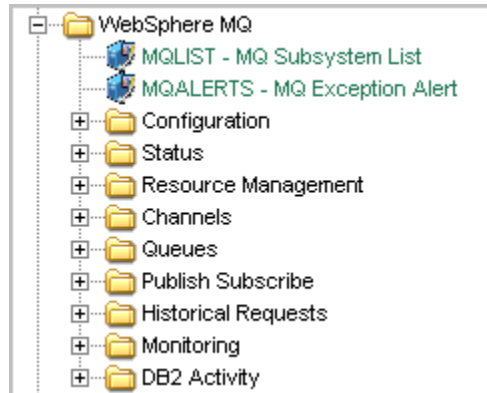 WebSphere MQ
MQLIST - MQ Subsystem List
MQALERTS - MQ Exception Alert
Configuration
Status
Resource Management
Channels
Queues
Publish Subscribe
Historical Requests
Monitoring
DB2 Activity